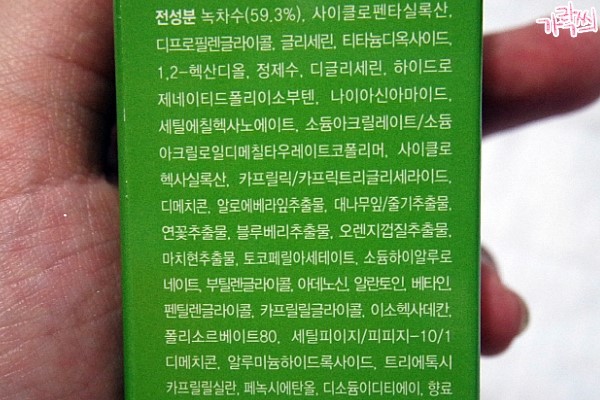 가락찌
전성분 녹차수(59.3%), 사이클로펜타실록산,
디프로필렌글라이콜, 글리세린, 티타늄디옥사이드,
1,2-헥산디올, 정제수, 디글리세린, 하이드로
제네이티드폴리이소부텐, 나이아신아마이드,
세틸에칠헥사노에이트, 소듐아크릴레이트/소듐
아크릴로일디메칠타우레이트코폴리머, 사이클로
헥사실록산, 카프릴릭/카프릭트리글리세라이드,
디메치콘, 알로에베라잎추출물, 대나무잎/줄기추출물,
연꽃추출물, 블루베리추출물, 오렌지껍질추출물,
마치현추출물, 토코페릴아세테이트, 소듐하이알루로
네이트, 부틸렌글라이콜, 아데노신, 알란토인, 베타인,
펜틸렌글라이콜, 카프릴릴글라이콜, 이소헥사데칸,
폴리소르베이트80, 세틸피이지/피피지-10/1
디메치콘, 알루미늄하이드록사이드, 트리에톡시
카프릴릴실란, 페녹시에탄올, 디소듐이디티에이, 향료